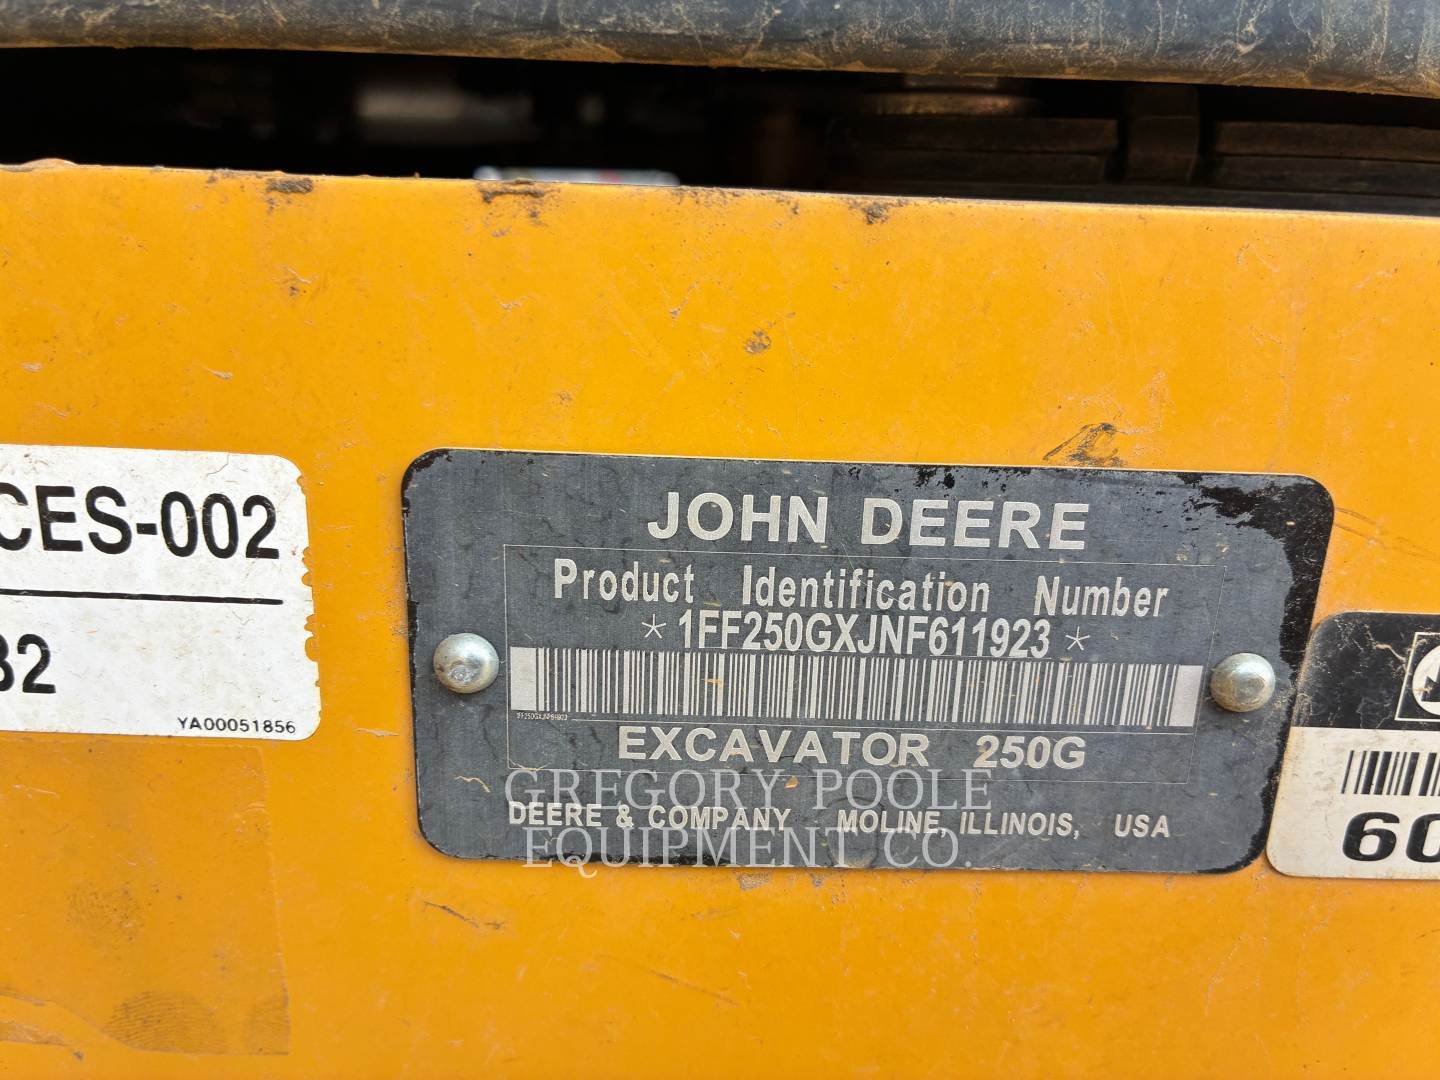 CES-002
32
YA00051856
JOHN DEERE
Product Identification Number
*1FF250GXJNF611923*
1FF250GXJNF611923
EXCAVATOR 250G
DEERE & COMPANY MOLINE, ILLINOIS, USA
GREGORY POOLE
EQUIPMENT CO.
60